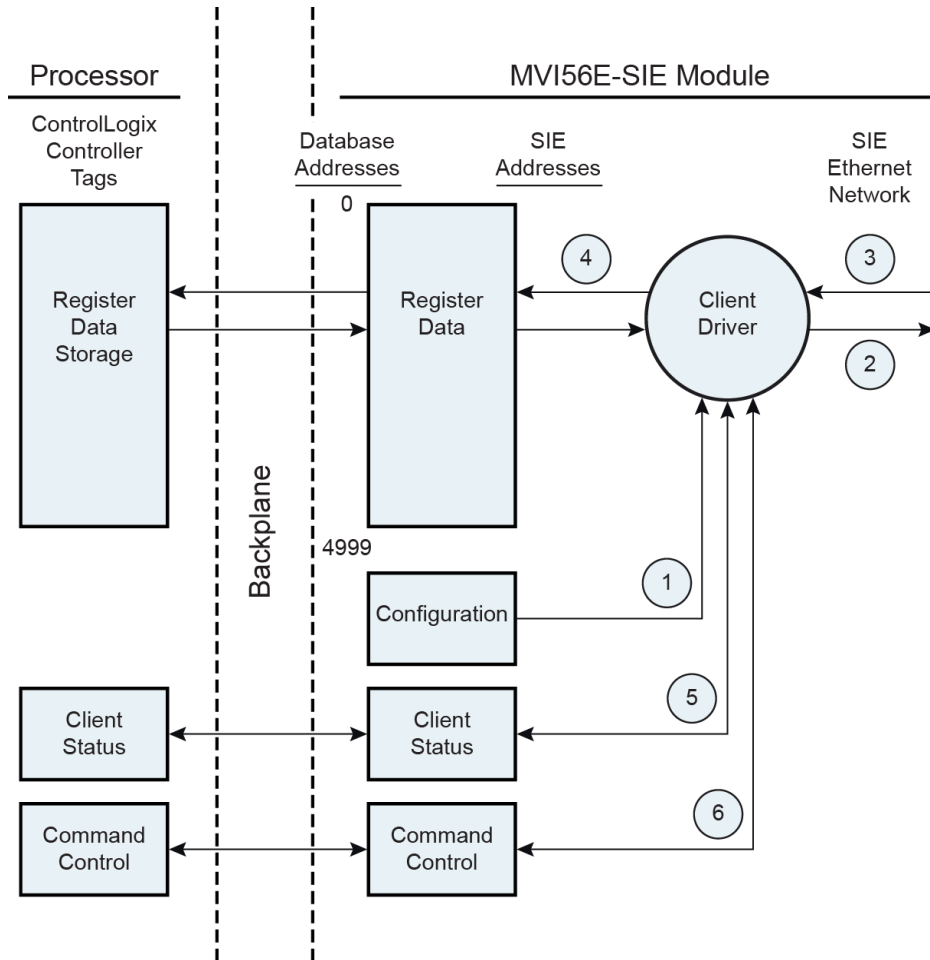 Processor
MVI56E-SIE Module
ControlLogix
Controller
Tags
Database
Addresses
SIE
Addresses
SIE
Ethernet
Network
0
Register
Data
Storage
Register
Data
4
Client
Driver
3
2
Backplane
4999
1
Configuration
Client
Status
Client
Status
5
Command
Control
Command
Control
6